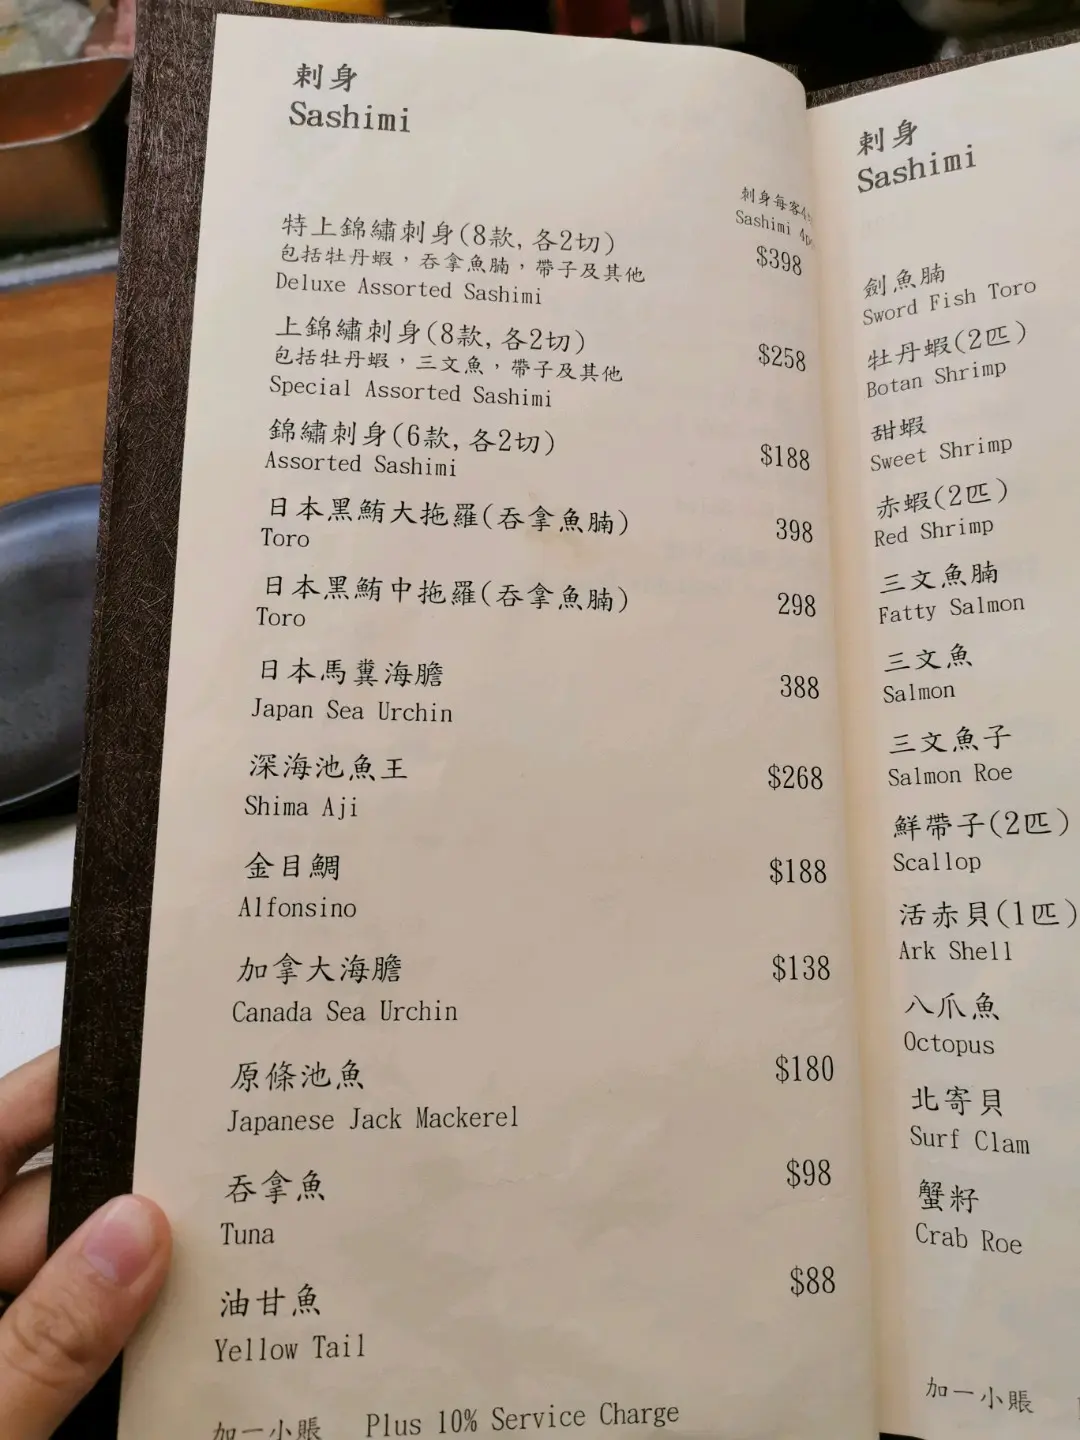 刺身
Sashimi
刺身每客4
Sashimi 4
特上錦繡刺身(8款,各2切)
$398
包括牡丹蝦，吞拿魚腩，帶子及其他
Deluxe Assorted Sashimi
上錦繡刺身(8款,各2切)
$258
包括牡丹蝦，三文魚，帶子及其他
Special Assorted Sashimi
錦繡刺身(6款,各2切)
$188
Assorted Sashimi
日本黑鮪大拖羅(吞拿魚腩)
398
Toro
日本黑鮪中拖羅(吞拿魚腩)
298
Toro
日本馬糞海膽
388
Japan Sea Urchin
深海池魚王
$268
Shima Aji
金目鯛
$188
Alfonsino
加拿大海膽
$138
Canada Sea Urchin
原條池魚
$180
Japanese Jack Mackerel
吞拿魚
$98
Tuna
油甘魚
$88
Yellow Tail
加一小賬 Plus 10% Service Charge
刺身
Sashimi
劍魚腩
Sword Fish Toro
牡丹蝦(2匹)
Botan Shrimp
甜蝦
Sweet Shrimp
赤蝦(2匹)
Red Shrimp
三文魚腩
Fatty Salmon
三文魚
Salmon
三文魚子
Salmon Roe
鮮帶子(2匹)
Scallop
活赤貝(1匹)
Ark Shell
八爪魚
Octopus
北寄貝
Surf Clam
蟹籽
Crab Roe
加一小賬